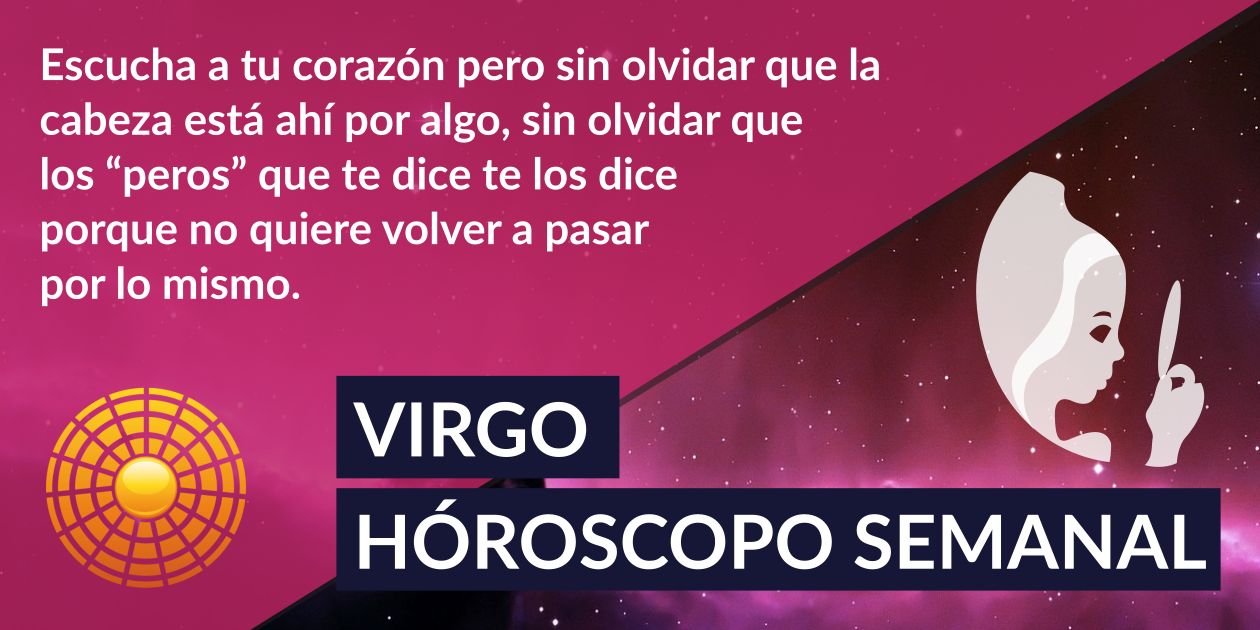 Escucha a tu corazón pero sin olvidar que la
cabeza está ahí por algo, sin olvidar que
los “peros” que te dice te los dice
porque no quiere volver a pasar
por lo mismo.
VIRGO
HÓROSCOPO SEMANAL